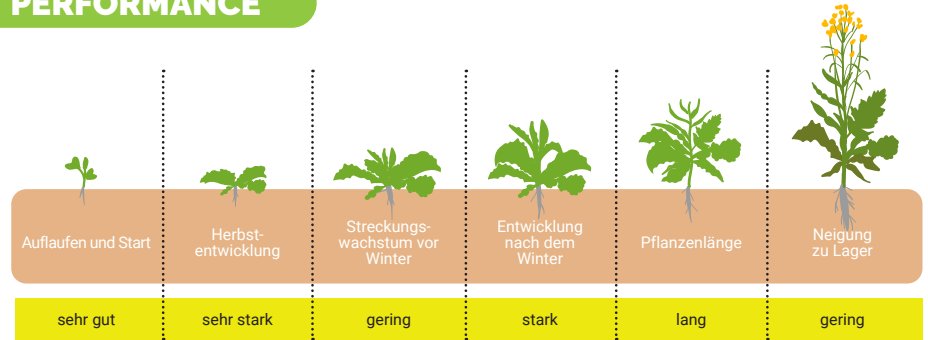 PERFORMANCE
Auflaufen und Start
Herbst-
entwicklung
Streckungs-
wachstum vor
Winter
Entwicklung
nach dem
Winter
Pflanzenlänge
Neigung
zu Lager
sehr gut
sehr stark
gering
stark
lang
gering